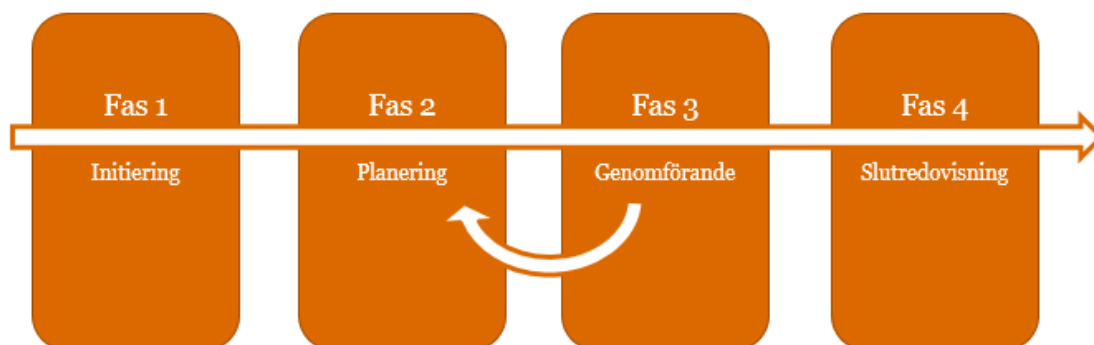 Fas 1
Initiering
Fas 2
Planering
Fas 3
Genomförande
Fas 4
Slutredovisning